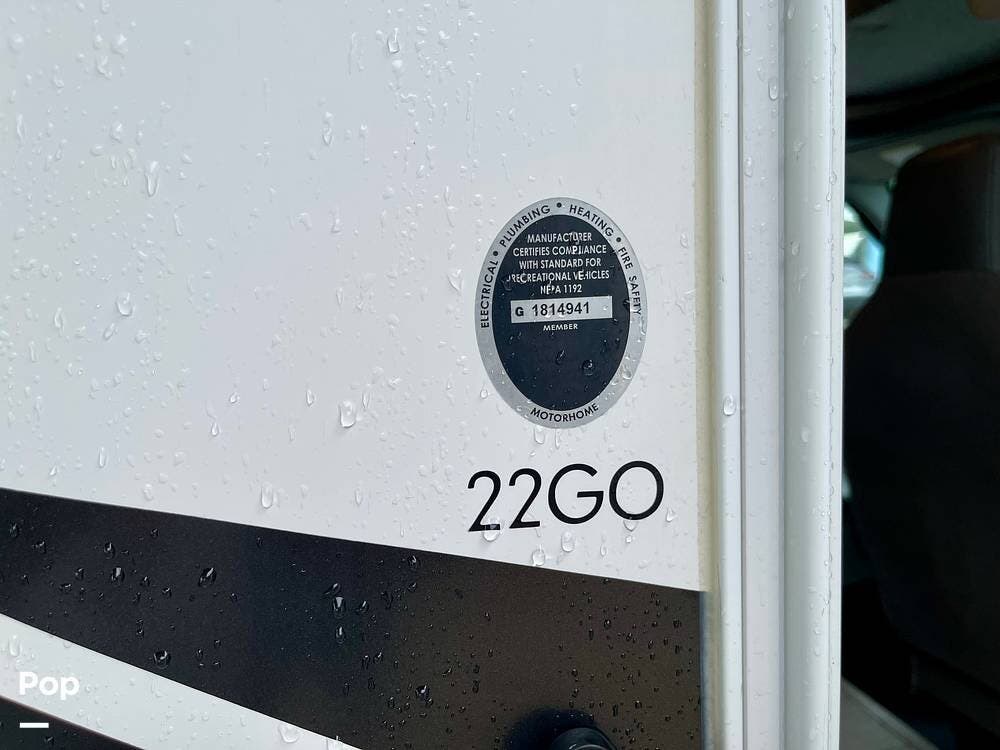 ELECTRICAL • PLUMBING • HEATING • FIRE SAFETY
MANUFACTURER
CERTIFIES COMPLIANCE
WITH STANDARD FOR
RECREATIONAL VEHICLES
NFPA 1192
G 1814941
MEMBER
MOTORHOME
22GO
Pop